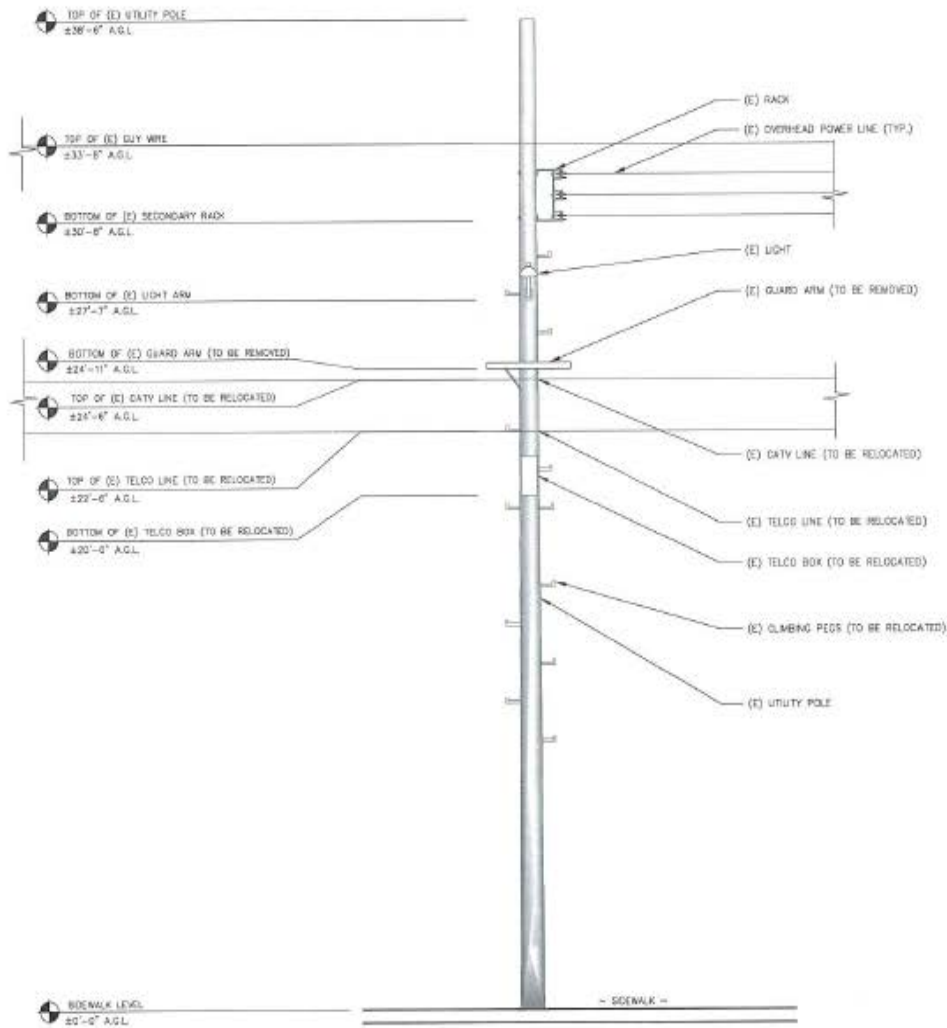 TOP OF (E) UTILITY POLE
±38'-6" A.G.L.
TOP OF (E) GUY WIRE
±33'-8" A.G.L.
BOTTOM OF (E) SECONDARY RACK
±30'-8" A.G.L.
BOTTOM OF (E) LIGHT ARM
±27'-7" A.G.L.
BOTTOM OF (E) GUARD ARM (TO BE REMOVED)
±24'-11" A.G.L.
TOP OF (E) CATV LINE (TO BE RELOCATED)
±24'-6" A.G.L.
TOP OF (E) TELCO LINE (TO BE RELOCATED)
±22'-6" A.G.L.
BOTTOM OF (E) TELCO BOX (TO BE RELOCATED)
±20'-0" A.G.L.
SIDEWALK LEVEL
±0'-0" A.G.L.
(E) RACK
(E) OVERHEAD POWER LINE (TYP.)
(E) LIGHT
(E) GUARD ARM (TO BE REMOVED)
(E) CATV LINE (TO BE RELOCATED)
(E) TELCO LINE (TO BE RELOCATED)
(E) TELCO BOX (TO BE RELOCATED)
(E) CLIMBING PEGS (TO BE RELOCATED)
(E) UTILITY POLE
~ SIDEWALK ~